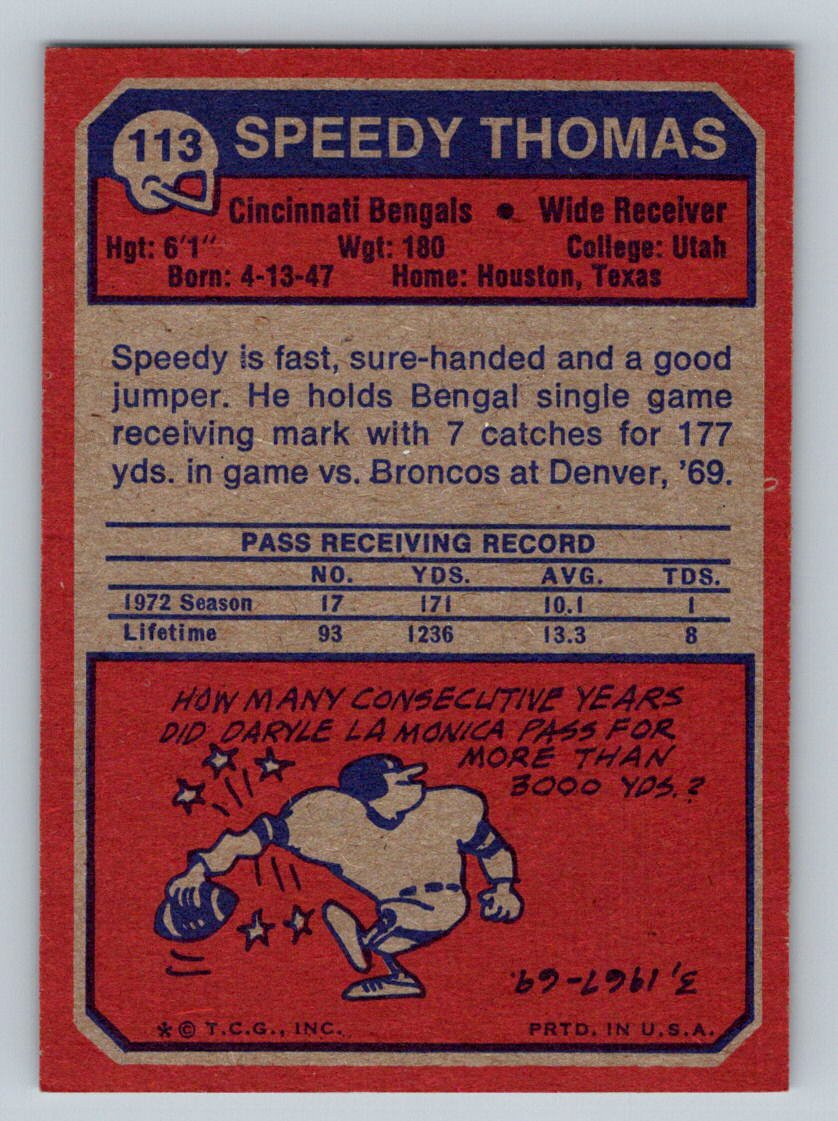 113 SPEEDY THOMAS
Cincinnati Bengals • Wide Receiver
Hgt: 6'1" Wgt: 180 College: Utah
Born: 4-13-47 Home: Houston, Texas
Speedy is fast, sure-handed and a good
jumper. He holds Bengal single game
receiving mark with 7 catches for 177
yds. in game vs. Broncos at Denver, '69.
PASS RECEIVING RECORD
NO. YDS. AVG. TDS.
1972 Season 17 171 10.1 1
Lifetime 93 1236 13.3 8
HOW MANY CONSECUTIVE YEARS
DID DARYLE LAMONICA PASS FOR
MORE THAN
3000 YDS.?
3, 1967-69.
* © T.C.G., INC. PRTD. IN U.S.A.